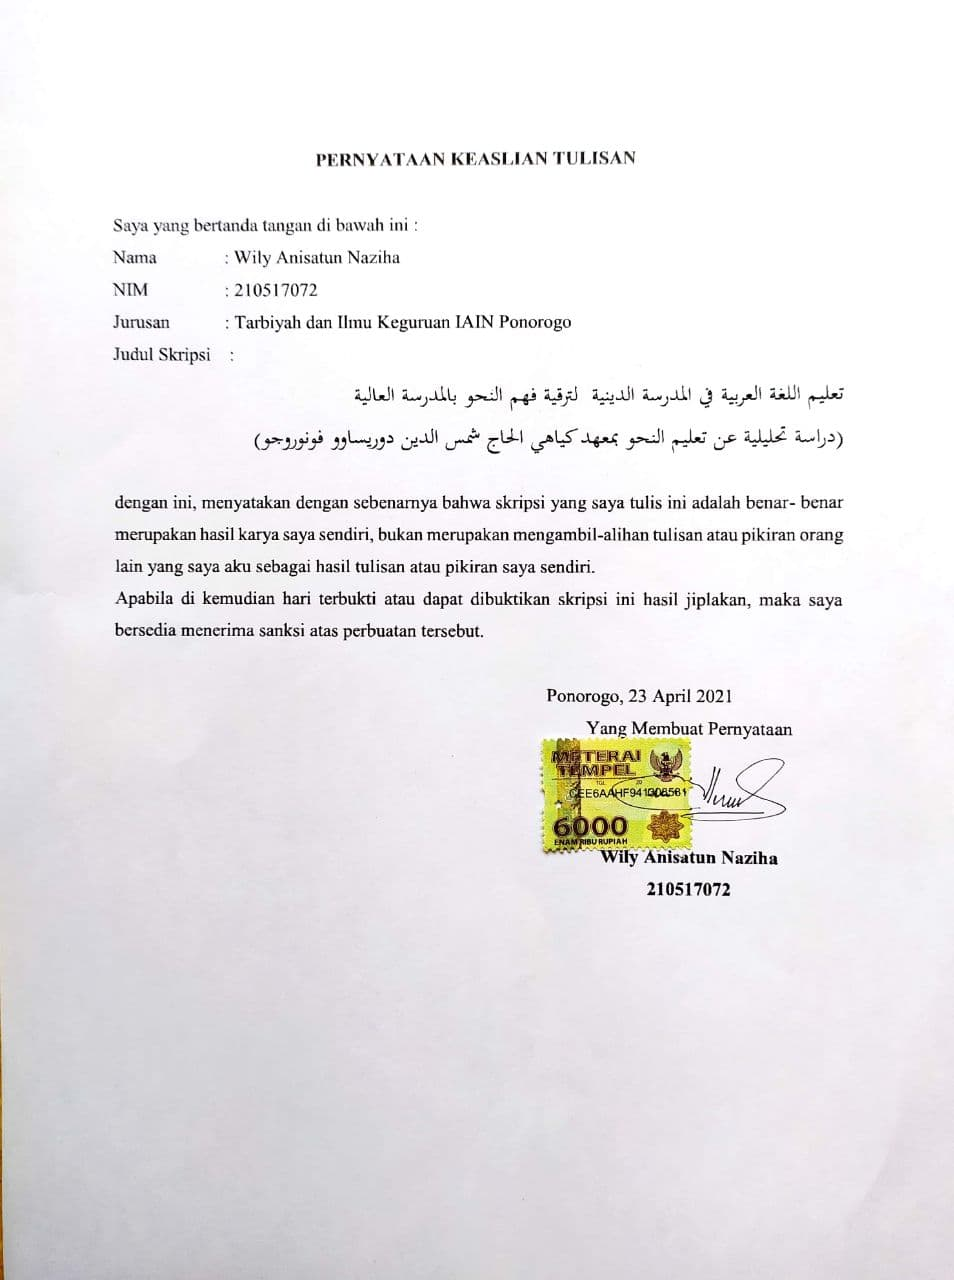 PERNYATAAN KEASLIAN TULISAN
Saya yang bertanda tangan di bawah ini :
Nama : Wily Anisatun Naziha
NIM : 210517072
Jurusan : Tarbiyah dan Ilmu Keguruan IAIN Ponorogo
Judul Skripsi :
تعليم اللغة العربية في المدرسة الدينية لترقية فهم النحو بالمدرسة العالية
(دراسة تحليلية عن تعليم النحو بمعهد كياهي الحاج شمس الدين دوريساوو فونوروجو)
dengan ini, menyatakan dengan sebenarnya bahwa skripsi yang saya tulis ini adalah benar- benar
merupakan hasil karya saya sendiri, bukan merupakan mengambil-alihan tulisan atau pikiran orang
lain yang saya aku sebagai hasil tulisan atau pikiran saya sendiri.
Apabila di kemudian hari terbukti atau dapat dibuktikan skripsi ini hasil jiplakan, maka saya
bersedia menerima sanksi atas perbuatan tersebut.
Ponorogo, 23 April 2021
Yang Membuat Pernyataan
METERAI
TEMPEL
6000
ENAM RIBU RUPIAH
Wily Anisatun Naziha
210517072